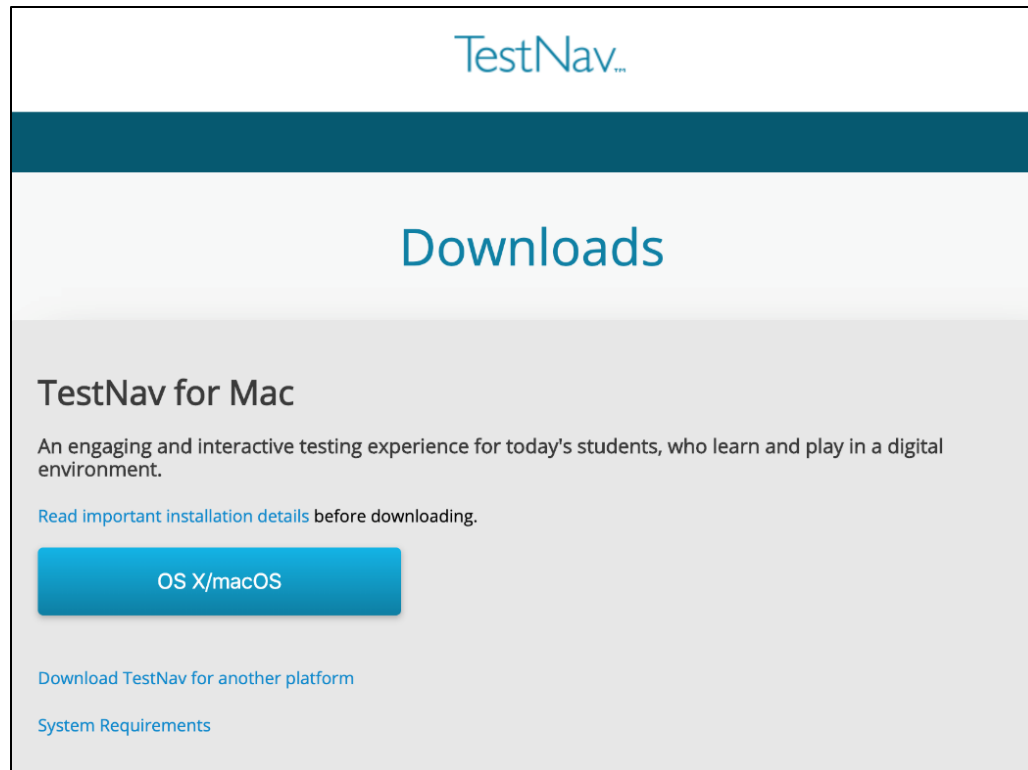 TestNav™
Downloads
TestNav for Mac
An engaging and interactive testing experience for today's students, who learn and play in a digital
environment.
Read important installation details before downloading.
OS X/macOS
Download TestNav for another platform
System Requirements